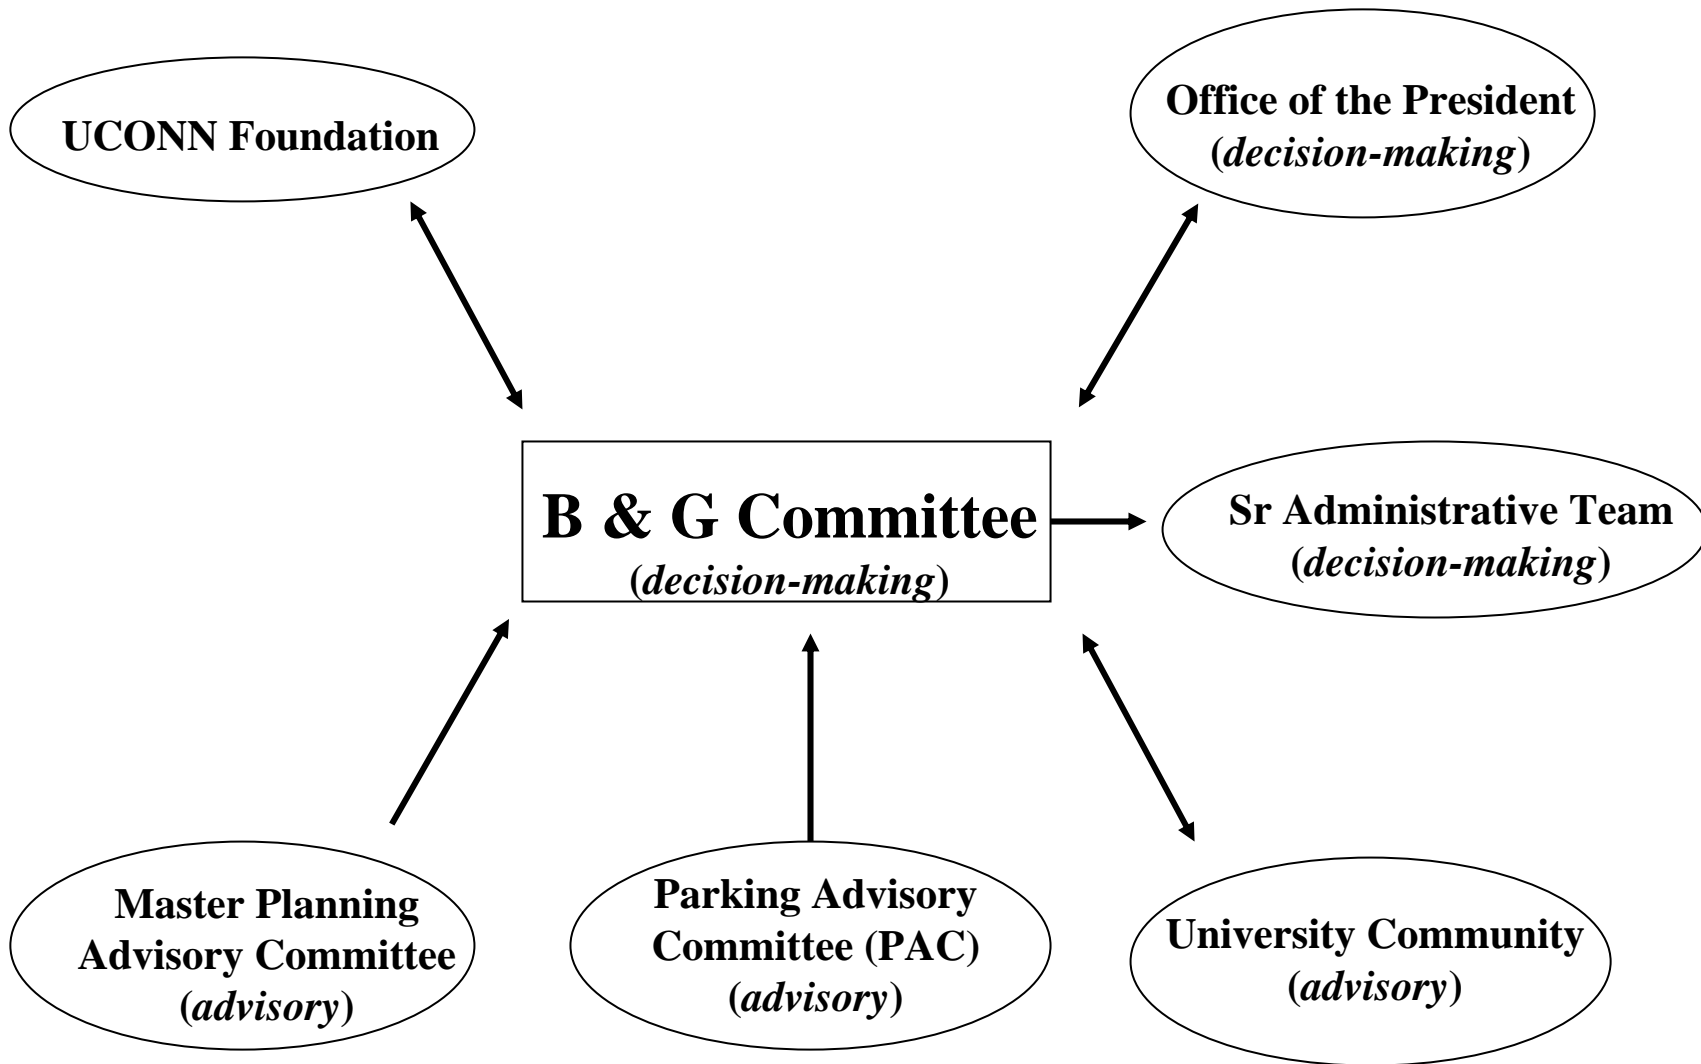 UCONN Foundation
Office of the President
(decision-making)
B & G Committee
(decision-making)
Sr Administrative Team
(decision-making)
Master Planning
Advisory Committee
(advisory)
Parking Advisory
Committee (PAC)
(advisory)
University Community
(advisory)